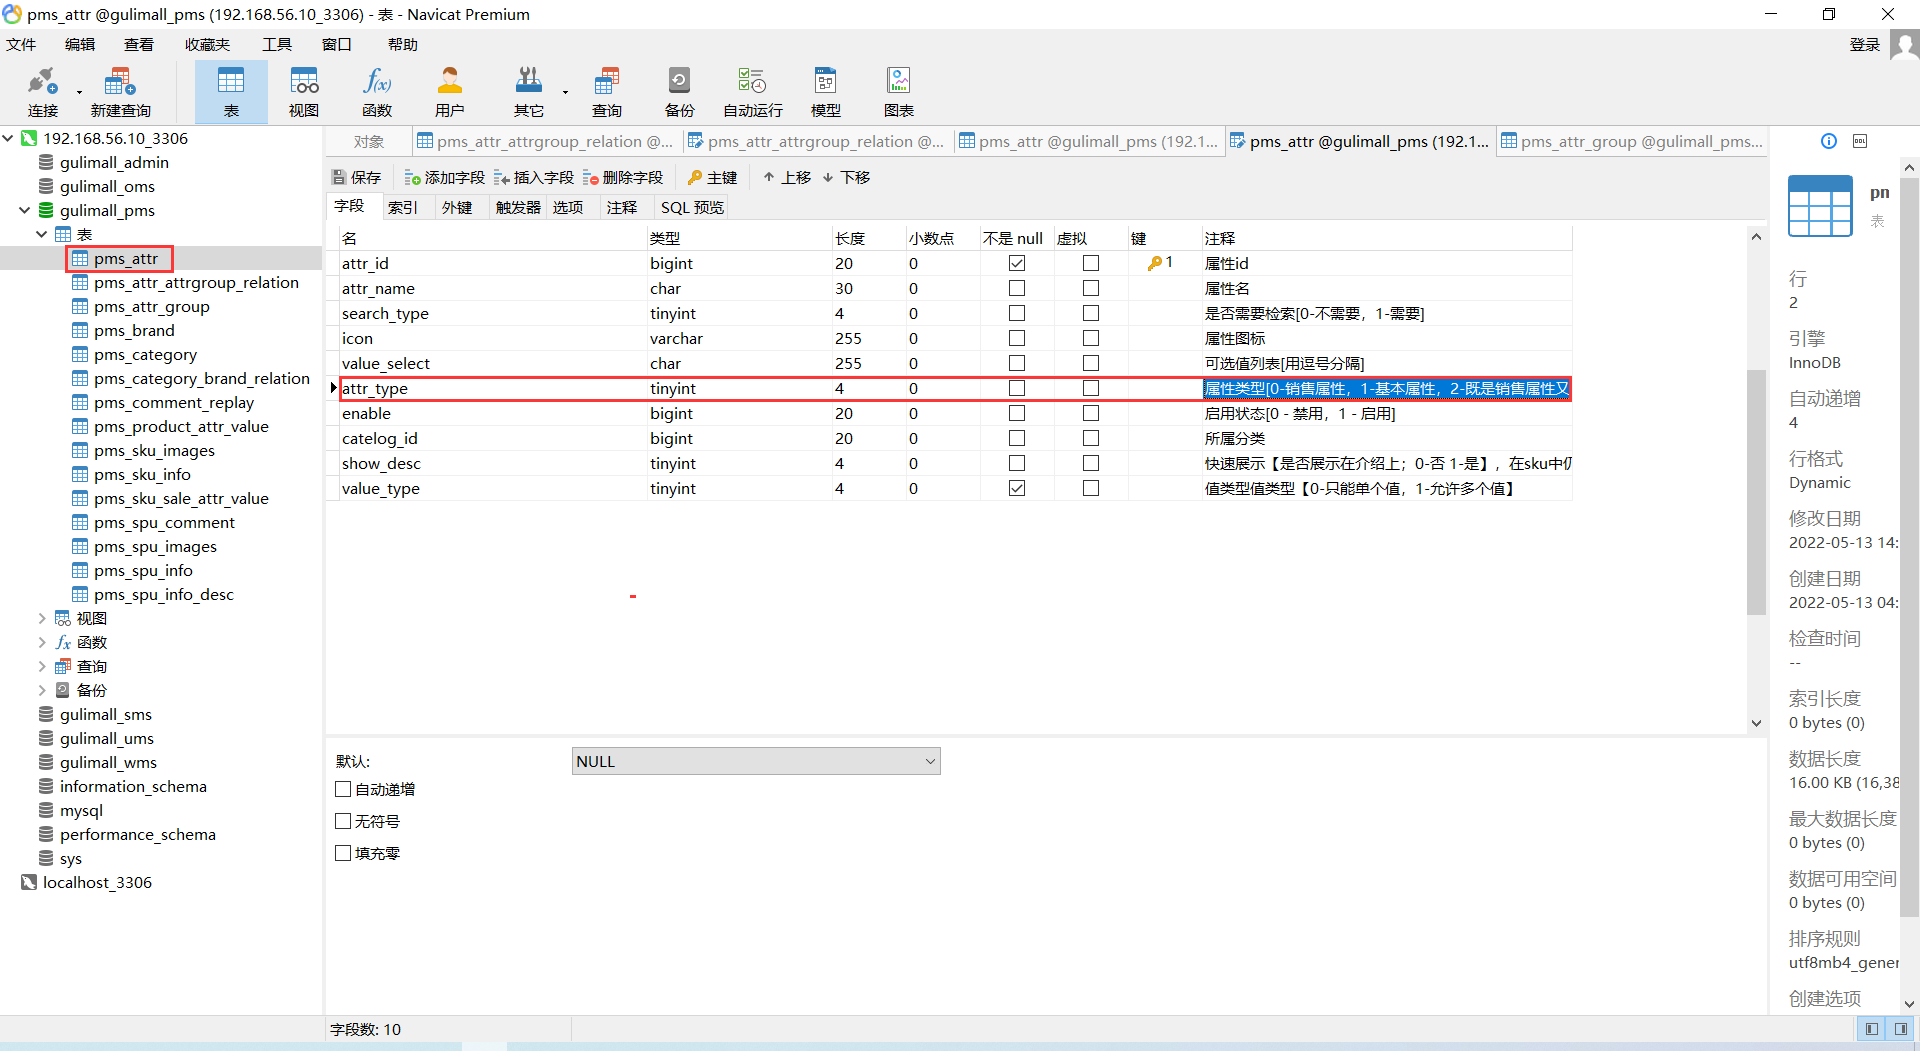 pms_attr @gulimall_pms (192.168.56.10_3306) - 表 - Navicat Premium
文件 编辑 查看 收藏夹 工具 窗口 帮助 登录
连接 新建查询 表 视图 函数 用户 其它 查询 备份 自动运行 模型 图表
192.168.56.10_3306
gulimall_admin
gulimall_oms
gulimall_pms
表
pms_attr
pms_attr_attrgroup_relation
pms_attr_group
pms_brand
pms_category
pms_category_brand_relation
pms_comment_replay
pms_product_attr_value
pms_sku_images
pms_sku_info
pms_sku_sale_attr_value
pms_spu_comment
pms_spu_images
pms_spu_info
pms_spu_info_desc
视图
函数
查询
备份
gulimall_sms
gulimall_ums
gulimall_wms
information_schema
mysql
performance_schema
sys
localhost_3306
对象 pms_attr_attrgroup_relation @... pms_attr_attrgroup_relation @... pms_attr @gulimall_pms (192.1... pms_attr @gulimall_pms (192.1... pms_attr_group @gulimall_pms...
保存 添加字段 插入字段 删除字段 主键 上移 下移
字段 索引 外键 触发器 选项 注释 SQL 预览
名 类型 长度 小数点 不是 null 虚拟 键 注释
attr_id bigint 20 0 1 属性id
attr_name char 30 0 属性名
search_type tinyint 4 0 是否需要检索[0-不需要，1-需要]
icon varchar 255 0 属性图标
value_select char 255 0 可选值列表[用逗号分隔]
attr_type tinyint 4 0 属性类型[0-销售属性，1-基本属性，2-既是销售属性又
enable bigint 20 0 启用状态[0 - 禁用，1 - 启用]
catelog_id bigint 20 0 所属分类
show_desc tinyint 4 0 快速展示【是否展示在介绍上；0-否 1-是】，在sku中
value_type tinyint 4 0 值类型值类型【0-只能单个值，1-允许多个值】
默认: NULL
自动递增
无符号
填充零
字段数: 10
DDL
pn
表
行
2
引擎
InnoDB
自动递增
4
行格式
Dynamic
修改日期
2022-05-13 14:
创建日期
2022-05-13 04:
检查时间
--
索引长度
0 bytes (0)
数据长度
16.00 KB (16,38
最大数据长度
0 bytes (0)
数据可用空间
0 bytes (0)
排序规则
utf8mb4_gener
创建选项